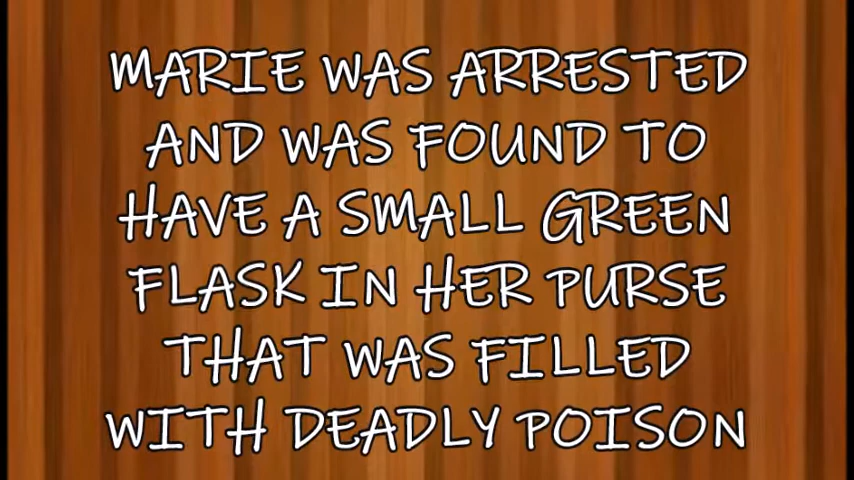 MARIE WAS ARRESTED
AND WAS FOUND TO
HAVE A SMALL GREEN
FLASK IN HER PURSE
THAT WAS FILLED
WITH DEADLY POISON